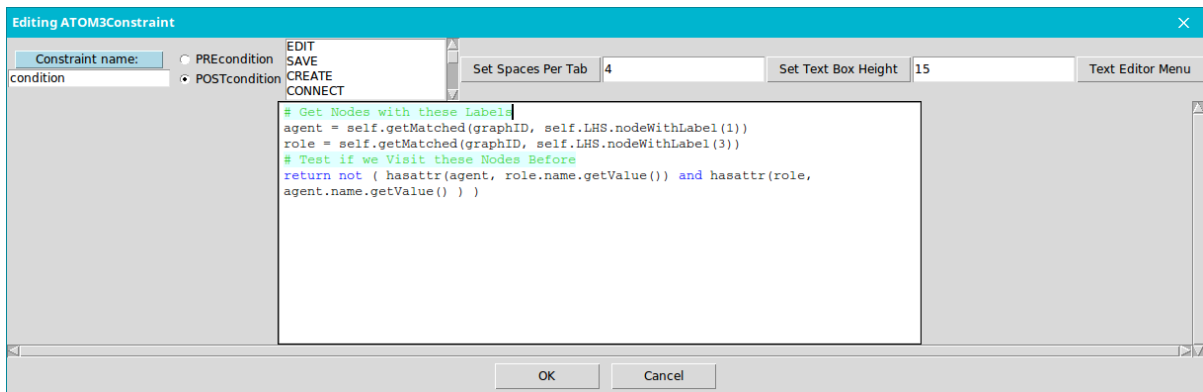 Editing ATOM3Constraint
Constraint name:
condition
PREcondition
POSTcondition
EDIT
SAVE
CREATE
CONNECT
Set Spaces Per Tab
4
Set Text Box Height
15
Text Editor Menu
# Get Nodes with these Labels
agent = self.getMatched(graphID, self.LHS.nodeWithLabel(1))
role = self.getMatched(graphID, self.LHS.nodeWithLabel(3))
# Test if we Visit these Nodes Before
return not ( hasattr(agent, role.name.getValue()) and hasattr(role,
agent.name.getValue() ) )
OK
Cancel